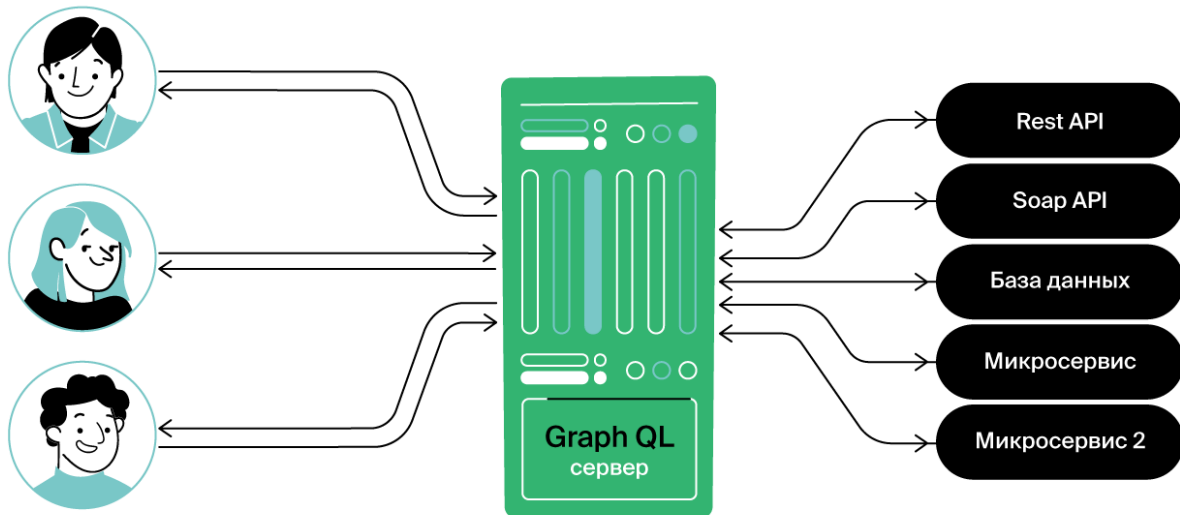 Rest API
Soap API
База данных
Микросервис
Микросервис 2
Graph QL
сервер